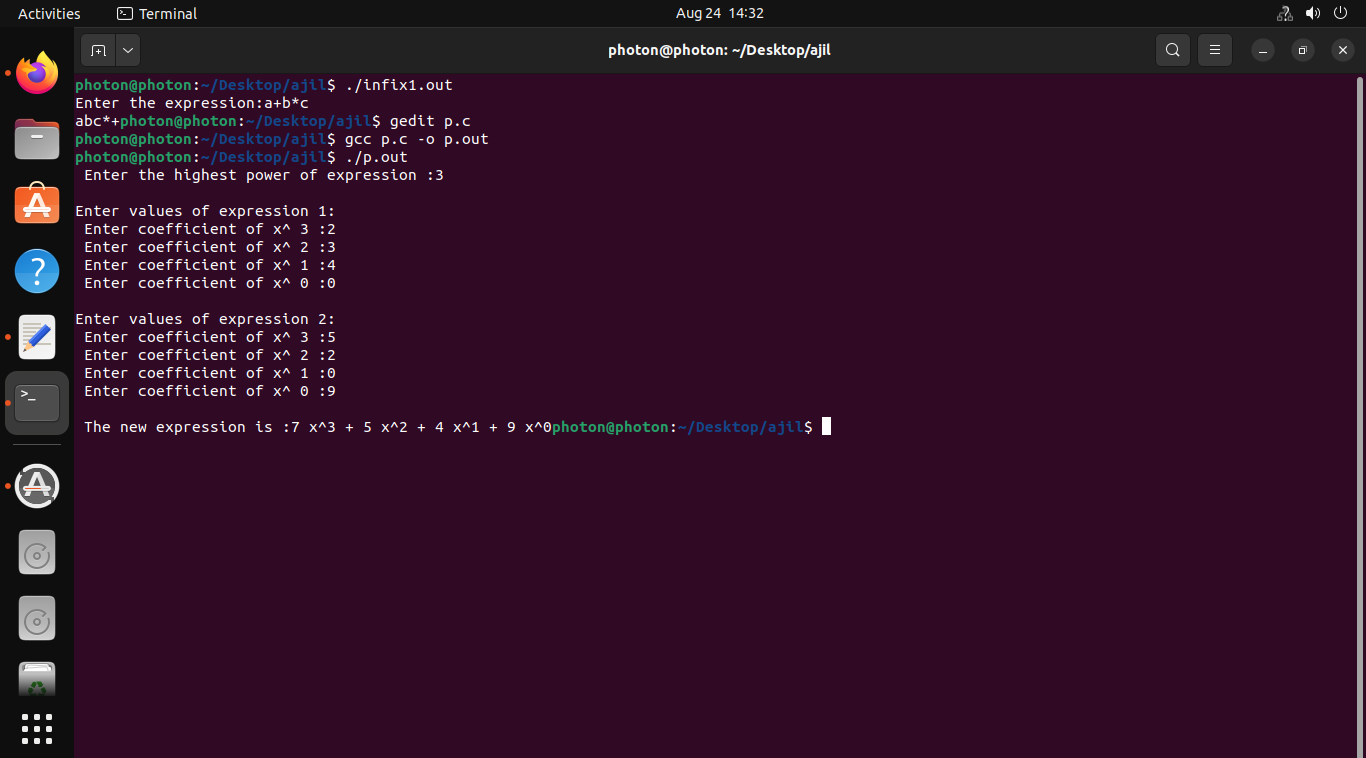 Activities Terminal Aug 24 14:32
photon@photon: ~/Desktop/ajil
photon@photon:~/Desktop/ajil$ ./infix1.out
Enter the expression:a+b*c
abc*+photon@photon:~/Desktop/ajil$ gedit p.c
photon@photon:~/Desktop/ajil$ gcc p.c -o p.out
photon@photon:~/Desktop/ajil$ ./p.out
 Enter the highest power of expression :3

Enter values of expression 1:
 Enter coefficient of x^ 3 :2
 Enter coefficient of x^ 2 :3
 Enter coefficient of x^ 1 :4
 Enter coefficient of x^ 0 :0

Enter values of expression 2:
 Enter coefficient of x^ 3 :5
 Enter coefficient of x^ 2 :2
 Enter coefficient of x^ 1 :0
 Enter coefficient of x^ 0 :9

 The new expression is :7 x^3 + 5 x^2 + 4 x^1 + 9 x^0photon@photon:~/Desktop/ajil$